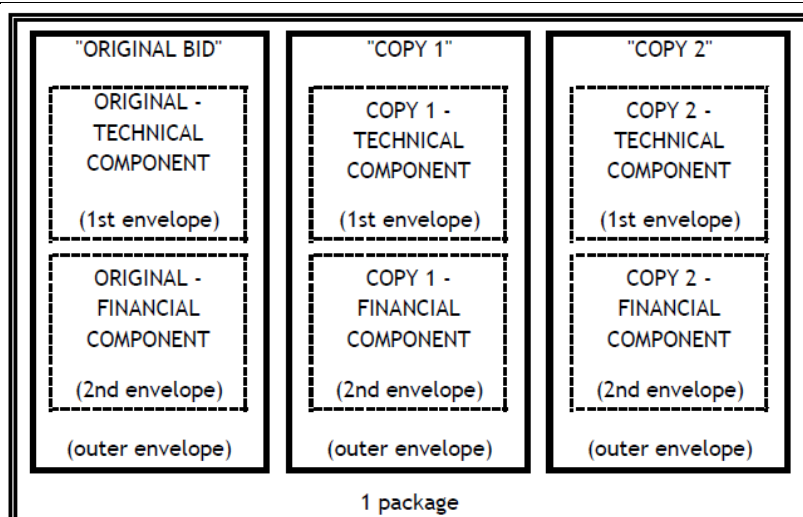 "ORIGINAL BID"
ORIGINAL -
TECHNICAL
COMPONENT
(1st envelope)
ORIGINAL -
FINANCIAL
COMPONENT
(2nd envelope)
(outer envelope)
"COPY 1"
COPY 1 -
TECHNICAL
COMPONENT
(1st envelope)
COPY 1 -
FINANCIAL
COMPONENT
(2nd envelope)
(outer envelope)
"COPY 2"
COPY 2 -
TECHNICAL
COMPONENT
(1st envelope)
COPY 2 -
FINANCIAL
COMPONENT
(2nd envelope)
(outer envelope)
1 package